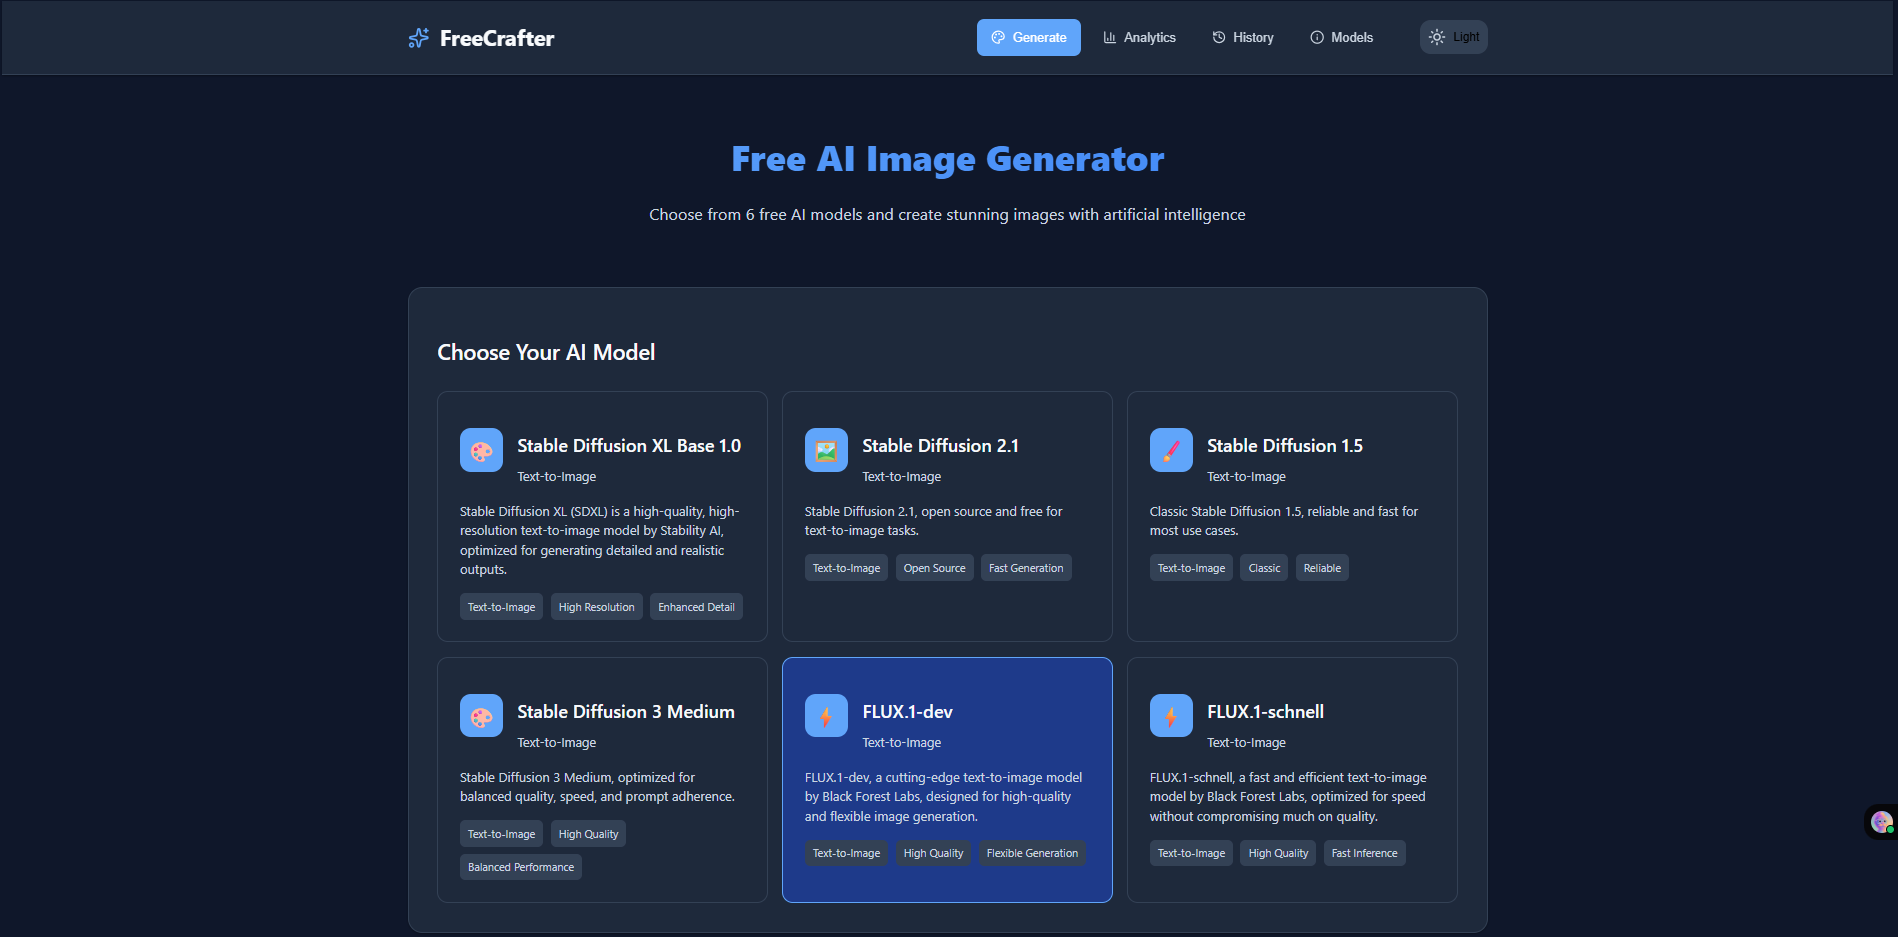 FreeCrafter
Generate
Analytics
History
Models
Light
Free AI Image Generator
Choose from 6 free AI models and create stunning images with artificial intelligence
Choose Your AI Model
Stable Diffusion XL Base 1.0
Text-to-Image
Stable Diffusion XL (SDXL) is a high-quality, high-
resolution text-to-image model by Stability AI,
optimized for generating detailed and realistic
outputs.
Text-to-Image
High Resolution
Enhanced Detail
Stable Diffusion 2.1
Text-to-Image
Stable Diffusion 2.1, open source and free for
text-to-image tasks.
Text-to-Image
Open Source
Fast Generation
Stable Diffusion 1.5
Text-to-Image
Classic Stable Diffusion 1.5, reliable and fast for
most use cases.
Text-to-Image
Classic
Reliable
Stable Diffusion 3 Medium
Text-to-Image
Stable Diffusion 3 Medium, optimized for
balanced quality, speed, and prompt adherence.
Text-to-Image
High Quality
Balanced Performance
FLUX.1-dev
Text-to-Image
FLUX.1-dev, a cutting-edge text-to-image model
by Black Forest Labs, designed for high-quality
and flexible image generation.
Text-to-Image
High Quality
Flexible Generation
FLUX.1-schnell
Text-to-Image
FLUX.1-schnell, a fast and efficient text-to-image
model by Black Forest Labs, optimized for speed
without compromising much on quality.
Text-to-Image
High Quality
Fast Inference